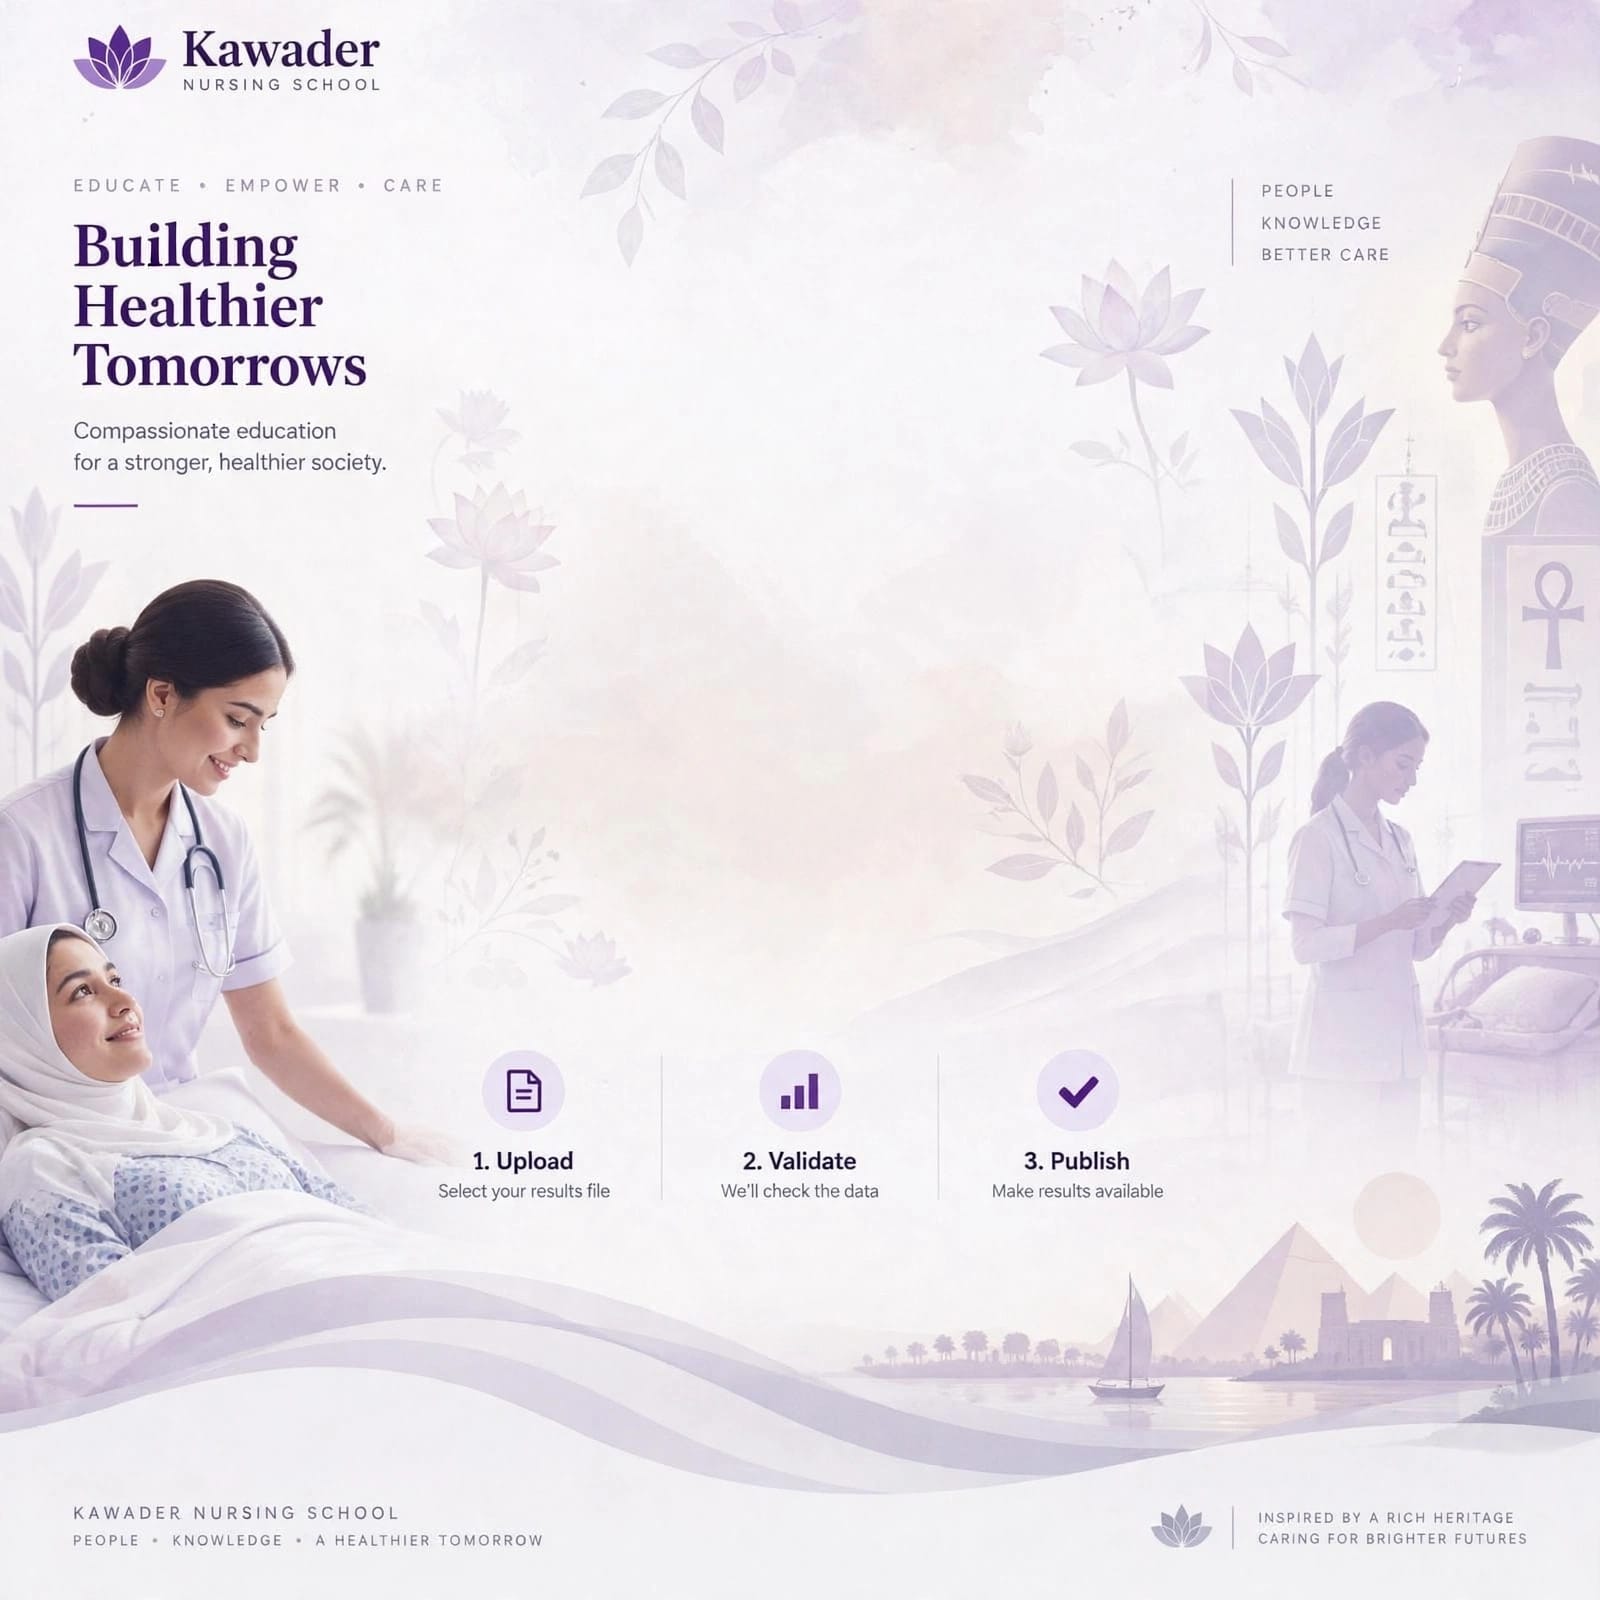 Kawader
NURSING SCHOOL
EDUCATE • EMPOWER • CARE
Building
Healthier
Tomorrows
Compassionate education
for a stronger, healthier society.
PEOPLE
KNOWLEDGE
BETTER CARE
1. Upload
Select your results file
2. Validate
We'll check the data
3. Publish
Make results available
KAWADER NURSING SCHOOL
PEOPLE • KNOWLEDGE • A HEALTHIER TOMORROW
INSPIRED BY A RICH HERITAGE
CARING FOR BRIGHTER FUTURES